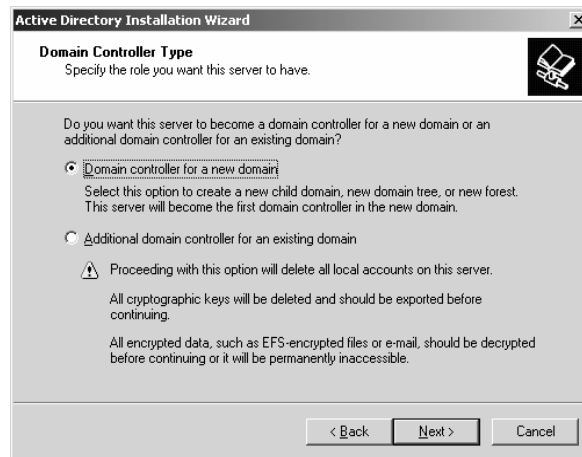 Active Directory Installation Wizard
Domain Controller Type
Specify the role you want this server to have.
Do you want this server to become a domain controller for a new domain or an
additional domain controller for an existing domain?
Domain controller for a new domain
Select this option to create a new child domain, new domain tree, or new forest.
This server will become the first domain controller in the new domain.
Additional domain controller for an existing domain
Proceeding with this option will delete all local accounts on this server.
All cryptographic keys will be deleted and should be exported before
continuing.
All encrypted data, such as EFS-encrypted files or e-mail, should be decrypted
before continuing or it will be permanently inaccessible.
< Back
Next >
Cancel